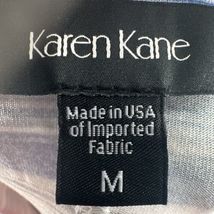 Karen Kane
Made in USA
of Imported
Fabric
M